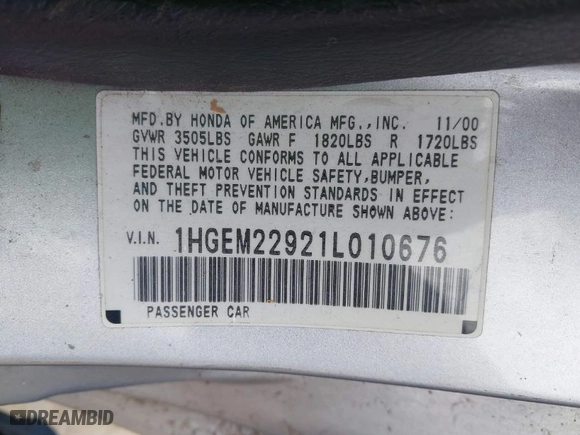 MFD.BY HONDA OF AMERICA MFG.,INC. 11/00
GVWR 3505LBS GAWR F 1820LBS R 1720LBS
THIS VEHICLE CONFORMS TO ALL APPLICABLE
FEDERAL MOTOR VEHICLE SAFETY,BUMPER,
AND THEFT PREVENTION STANDARDS IN EFFECT
ON THE DATE OF MANUFACTURE SHOWN ABOVE:
V.I.N. 1HGEM22921L010676
PASSENGER CAR
DREAMBID